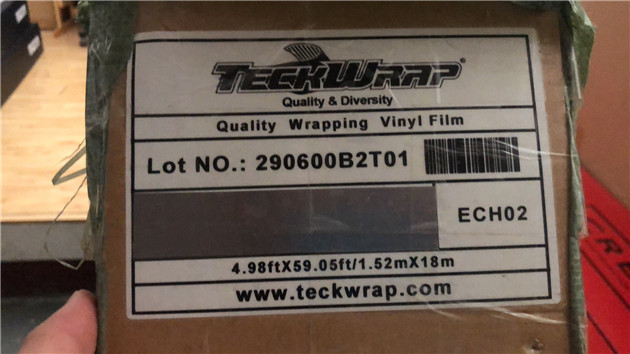 TECKWRAP®
Quality & Diversity
Quality Wrapping Vinyl Film
Lot NO.: 290600B2T01
ECH02
4.98ftX59.05ft/1.52mX18m
www.teckwrap.com